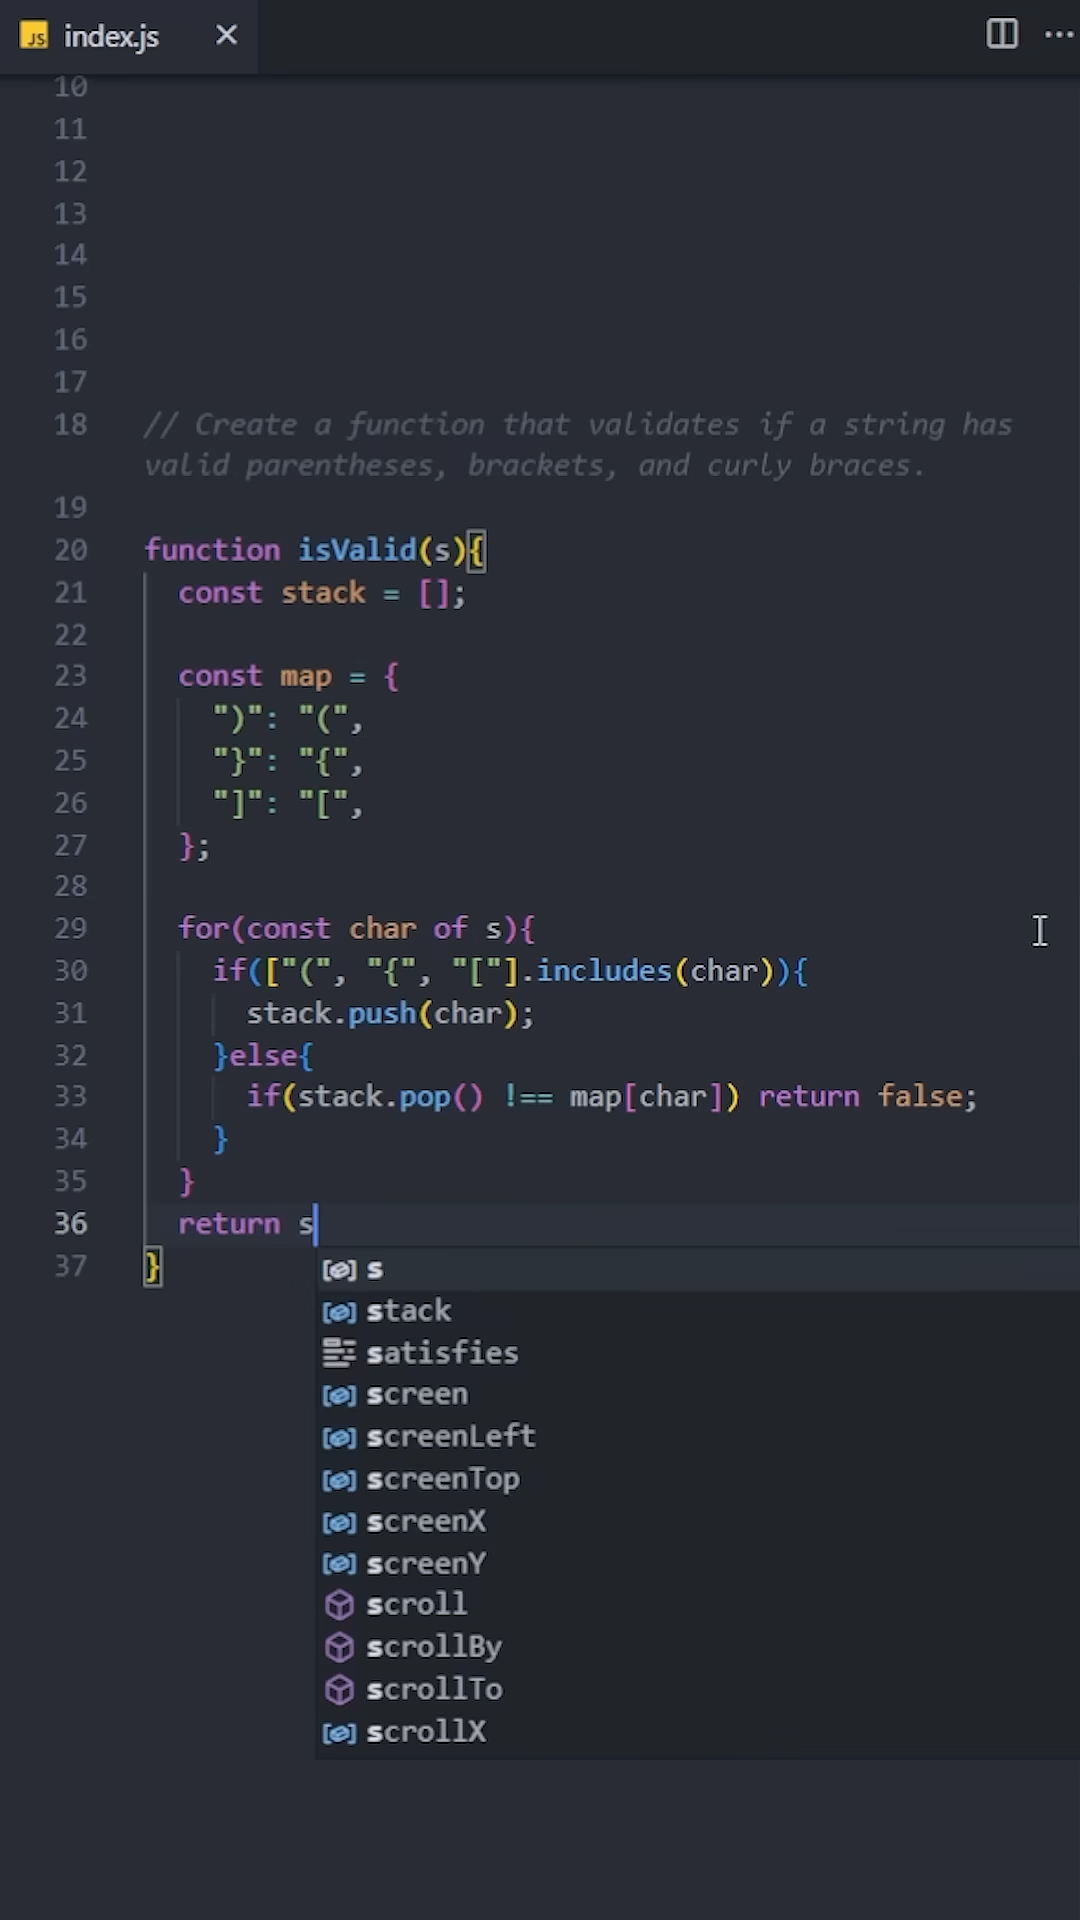 JS index.js
10
11
12
13
14
15
16
17
18 // Create a function that validates if a string has
valid parentheses, brackets, and curly braces.
19
20 function isValid(s){
21 const stack = [];
22
23 const map = {
24 ")": "(",
25 "}": "{",
26 "]": "[",
27 };
28
29 for(const char of s){
30 if(["(", "{", "["].includes(char)){
31 stack.push(char);
32 }else{
33 if(stack.pop() !== map[char]) return false;
34 }
35 }
36 return s
37 }
s
stack
satisfies
screen
screenLeft
screenTop
screenX
screenY
scroll
scrollBy
scrollTo
scrollX